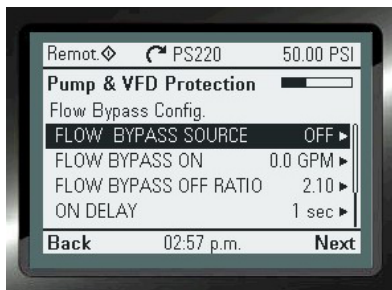 Remot. PS220 50.00 PSI
Pump & VFD Protection
Flow Bypass Config.
FLOW BYPASS SOURCE OFF
FLOW BYPASS ON 0.0 GPM
FLOW BYPASS OFF RATIO 2.10
ON DELAY 1 sec
Back 02:57 p.m. Next